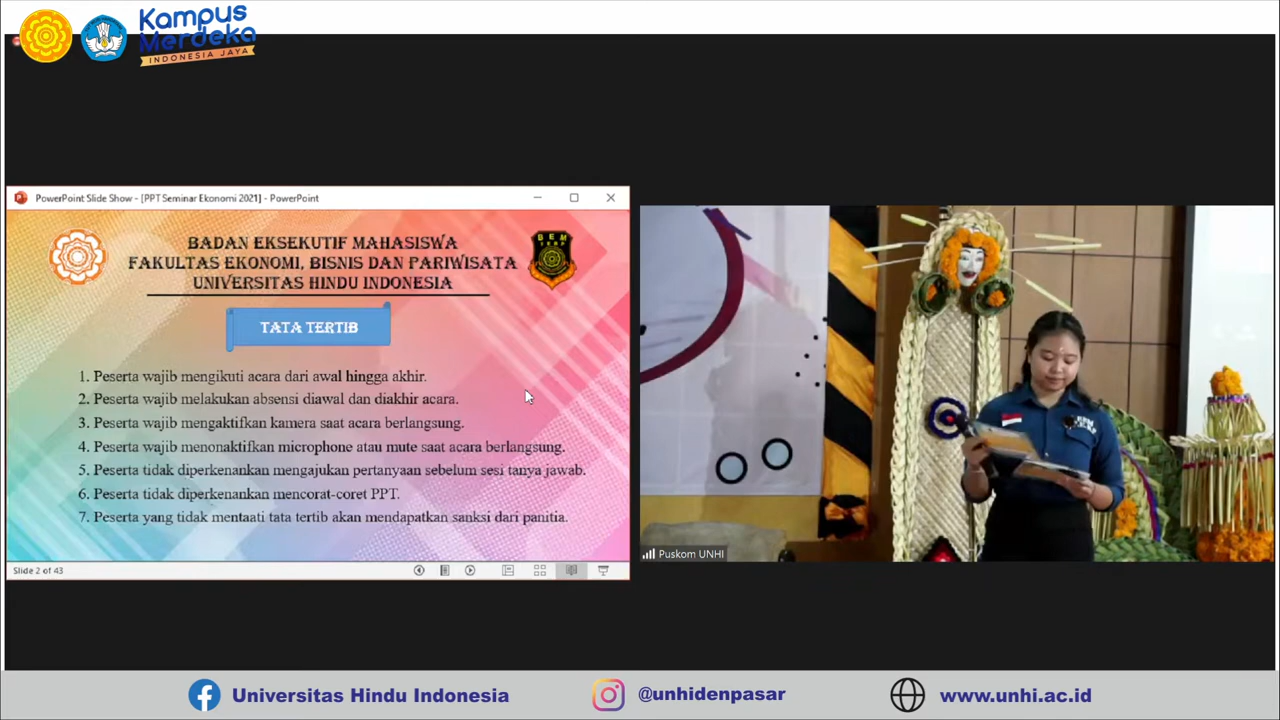 Kampus
Merdeka
INDONESIA JAYA
PowerPoint Slide Show - [PPT Seminar Ekonomi 2021] - PowerPoint
BADAN EKSEKUTIF MAHASISWA
FAKULTAS EKONOMI, BISNIS DAN PARIWISATA
UNIVERSITAS HINDU INDONESIA
BEM
FEBP
TATA TERTIB
1. Peserta wajib mengikuti acara dari awal hingga akhir.
2. Peserta wajib melakukan absensi diawal dan diakhir acara.
3. Peserta wajib mengaktifkan kamera saat acara berlangsung.
4. Peserta wajib menonaktifkan microphone atau mute saat acara berlangsung.
5. Peserta tidak diperkenankan mengajukan pertanyaan sebelum sesi tanya jawab.
6. Peserta tidak diperkenankan mencorat-coret PPT.
7. Peserta yang tidak mentaati tata tertib akan mendapatkan sanksi dari panitia.
Slide 2 of 43
Puskom UNHI
Universitas Hindu Indonesia
@unhidenpasar
www.unhi.ac.id